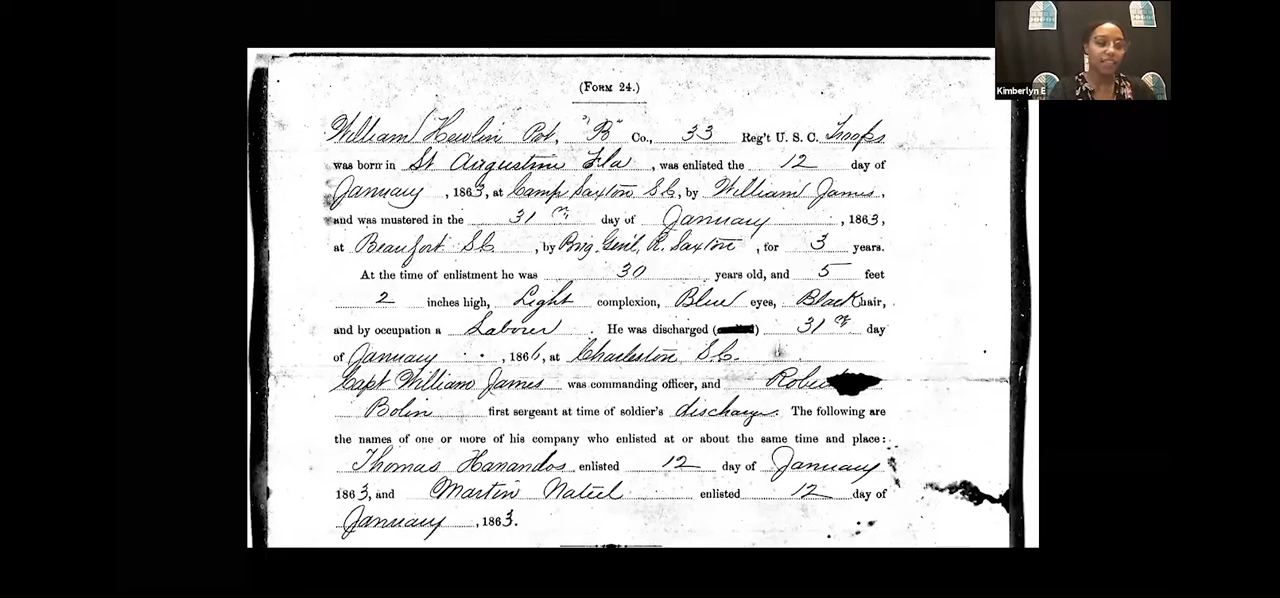 (FORM 24.)
William Hewlin Pvt, "B" Co., 33 Reg't U. S. C. Troops
was born in St Augustine Fla, was enlisted the 12 day of
January, 1863, at Camp Saxton S.C, by William James,
and was mustered in the 31 day of January, 1863,
at Beaufort S.C., by Brig. Genl, R. Saxton, for 3 years.
At the time of enlistment he was 30 years old, and 5 feet
2 inches high, Light complexion, Blue eyes, Black hair,
and by occupation a Laborer. He was discharged ( ) 31 day
of January, 1866, at Charleston S.C.
Capt William James was commanding officer, and
Bolin first sergeant at time of soldier's discharge. The following are
the names of one or more of his company who enlisted at or about the same time and place:
Thomas Hanandos enlisted 12 day of January
1863, and Martin Natiel enlisted 12 day of
January, 1863.
Kimberlyn E